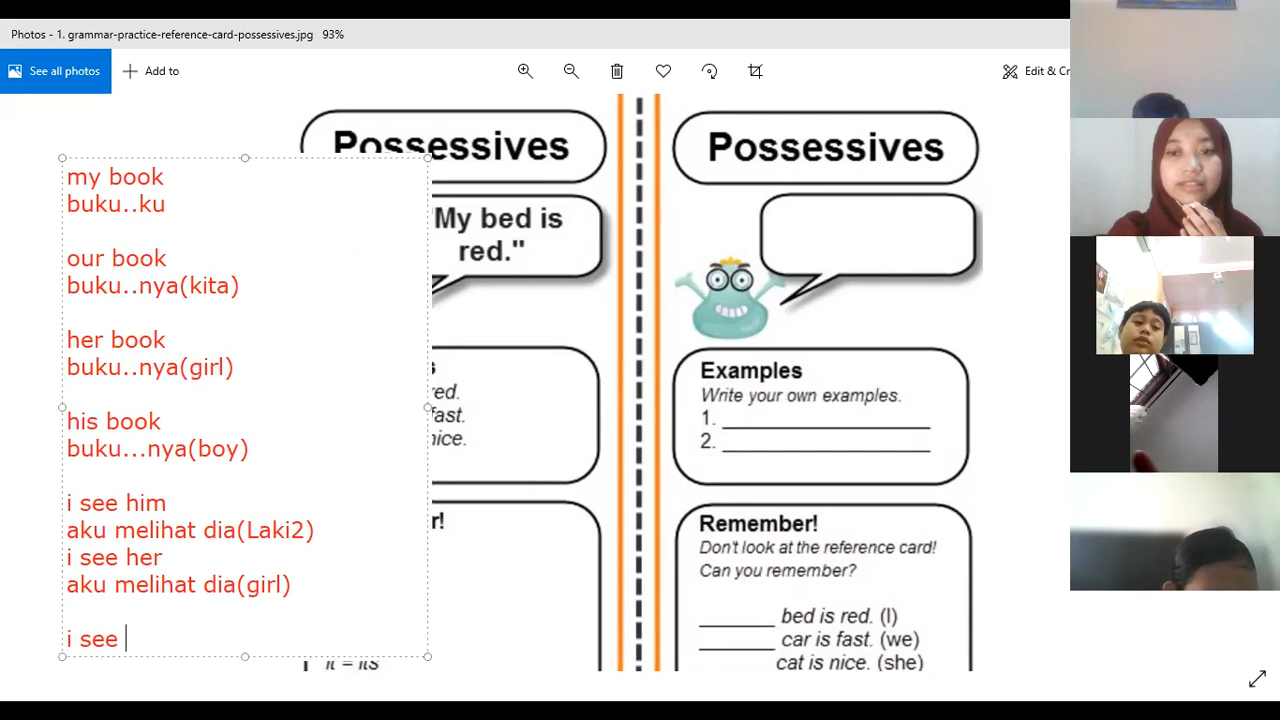 Photos - 1. grammar-practice-reference-card-possessives.jpg 93%
See all photos
Add to
Edit & Cr
Possessives
my book
buku..ku
our book
buku..nya(kita)
her book
buku..nya(girl)
his book
buku...nya(boy)
i see him
aku melihat dia(Laki2)
i see her
aku melihat dia(girl)
i see
My bed is
red."
red.
fast.
nice.
r!
it = its
Possessives
Examples
Write your own examples.
1. ____________________
2. ____________________
Remember!
Don't look at the reference card!
Can you remember?
_______ bed is red. (I)
_______ car is fast. (we)
cat is nice. (she)